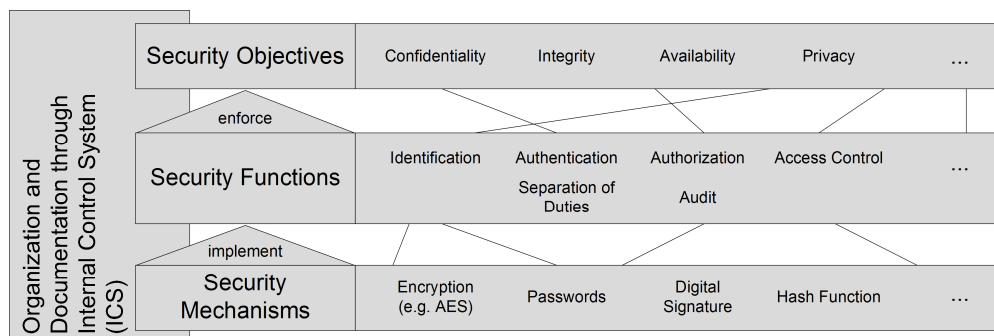 Organization and
Documentation through
Internal Control System
(ICS)
Security Objectives
Confidentiality
Integrity
Availability
Privacy
...
enforce
Security Functions
Identification
Authentication
Authorization
Access Control
...
Separation of
Duties
Audit
implement
Security
Mechanisms
Encryption
(e.g. AES)
Passwords
Digital
Signature
Hash Function
...